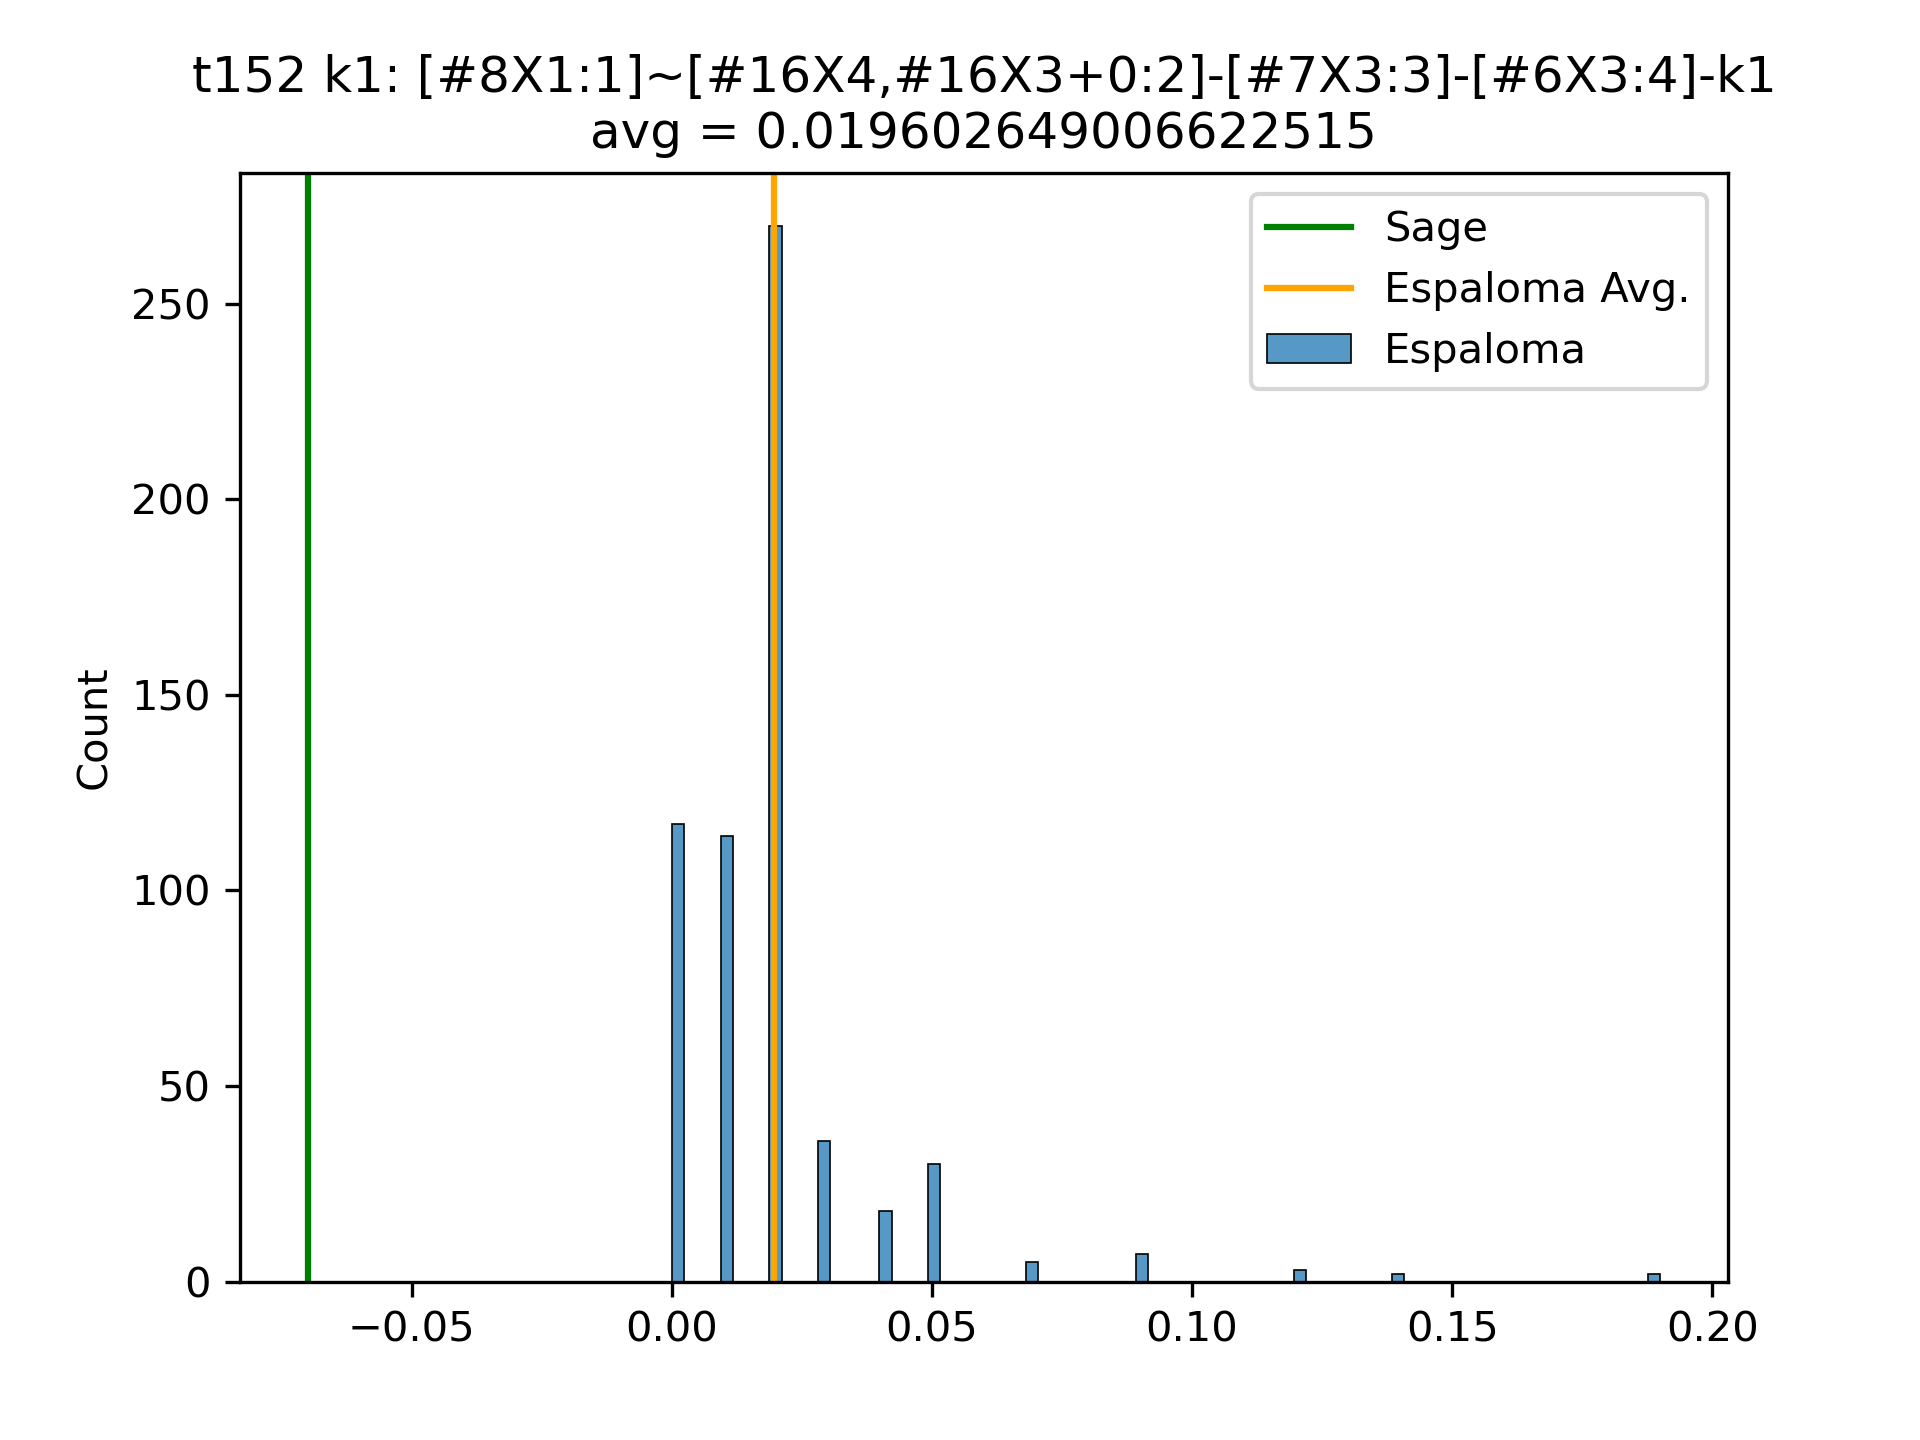 t152 k1: [#8X1:1]~[#16X4,#16X3+0:2]-[#7X3:3]-[#6X3:4]-k1
avg = 0.019602649006622515
Sage
Espaloma Avg.
Espaloma
250
200
150
100
50
0
Count
−0.05
0.00
0.05
0.10
0.15
0.20